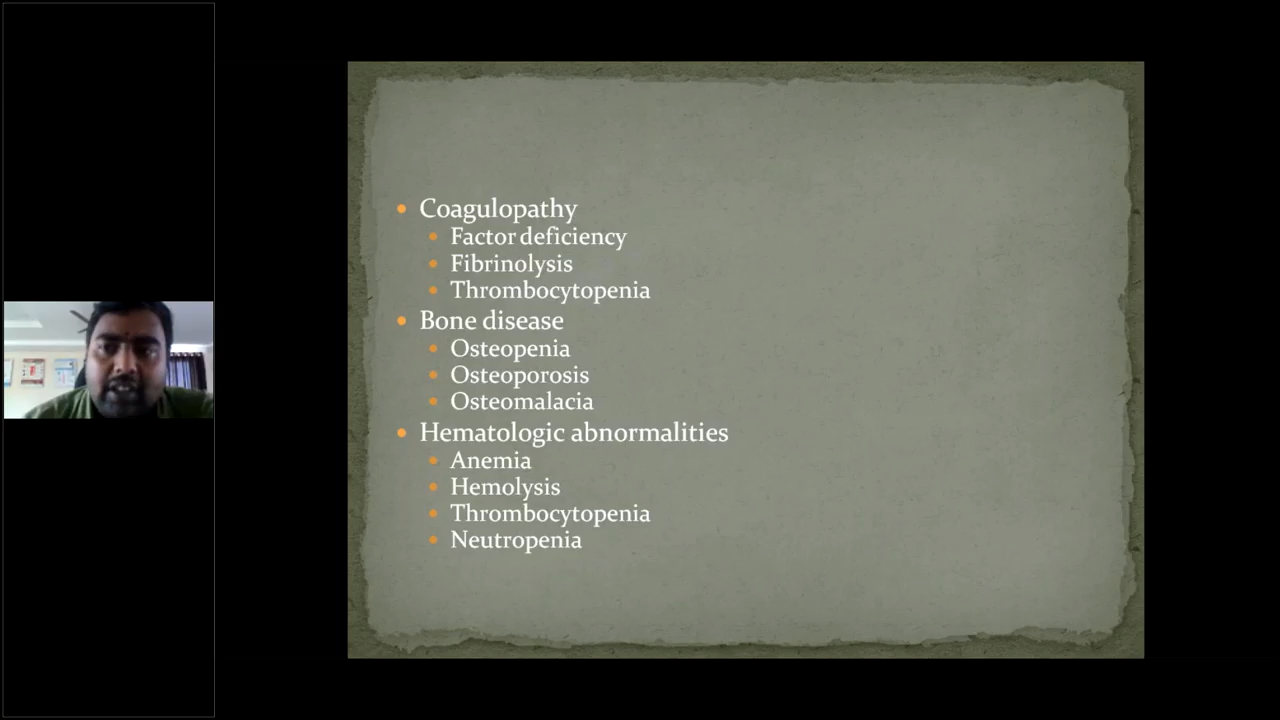 Coagulopathy
Factor deficiency
Fibrinolysis
Thrombocytopenia
Bone disease
Osteopenia
Osteoporosis
Osteomalacia
Hematologic abnormalities
Anemia
Hemolysis
Thrombocytopenia
Neutropenia